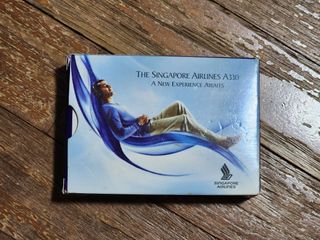 THE SINGAPORE AIRLINES A330
A NEW EXPERIENCE AWAITS
SINGAPORE
AIRLINES